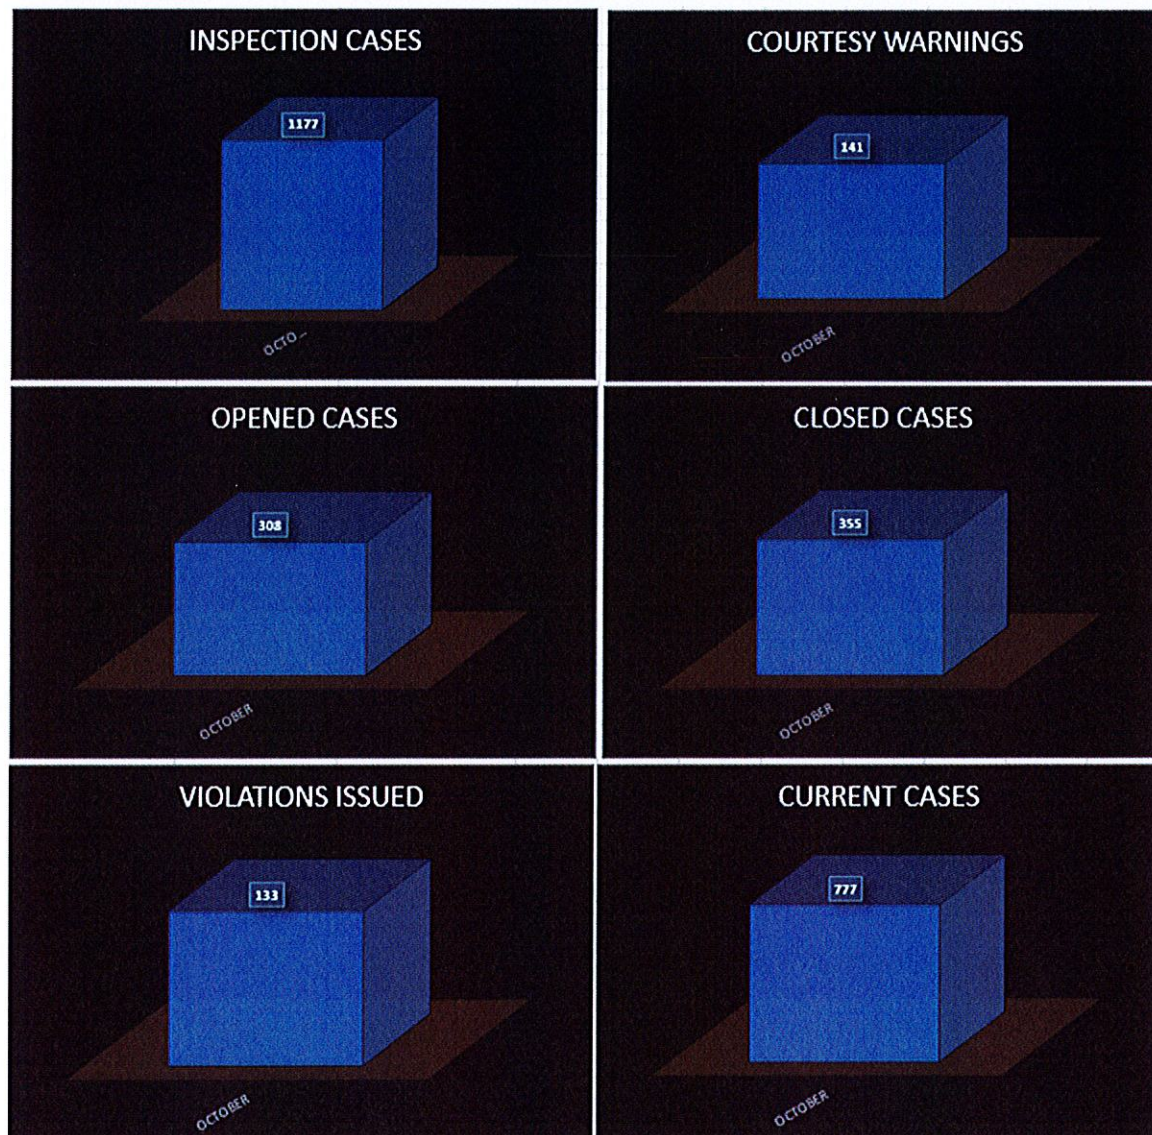 INSPECTION CASES
1177
OCTO...
COURTESY WARNINGS
141
OCTOBER
OPENED CASES
308
OCTOBER
CLOSED CASES
355
OCTOBER
VIOLATIONS ISSUED
133
OCTOBER
CURRENT CASES
777
OCTOBER